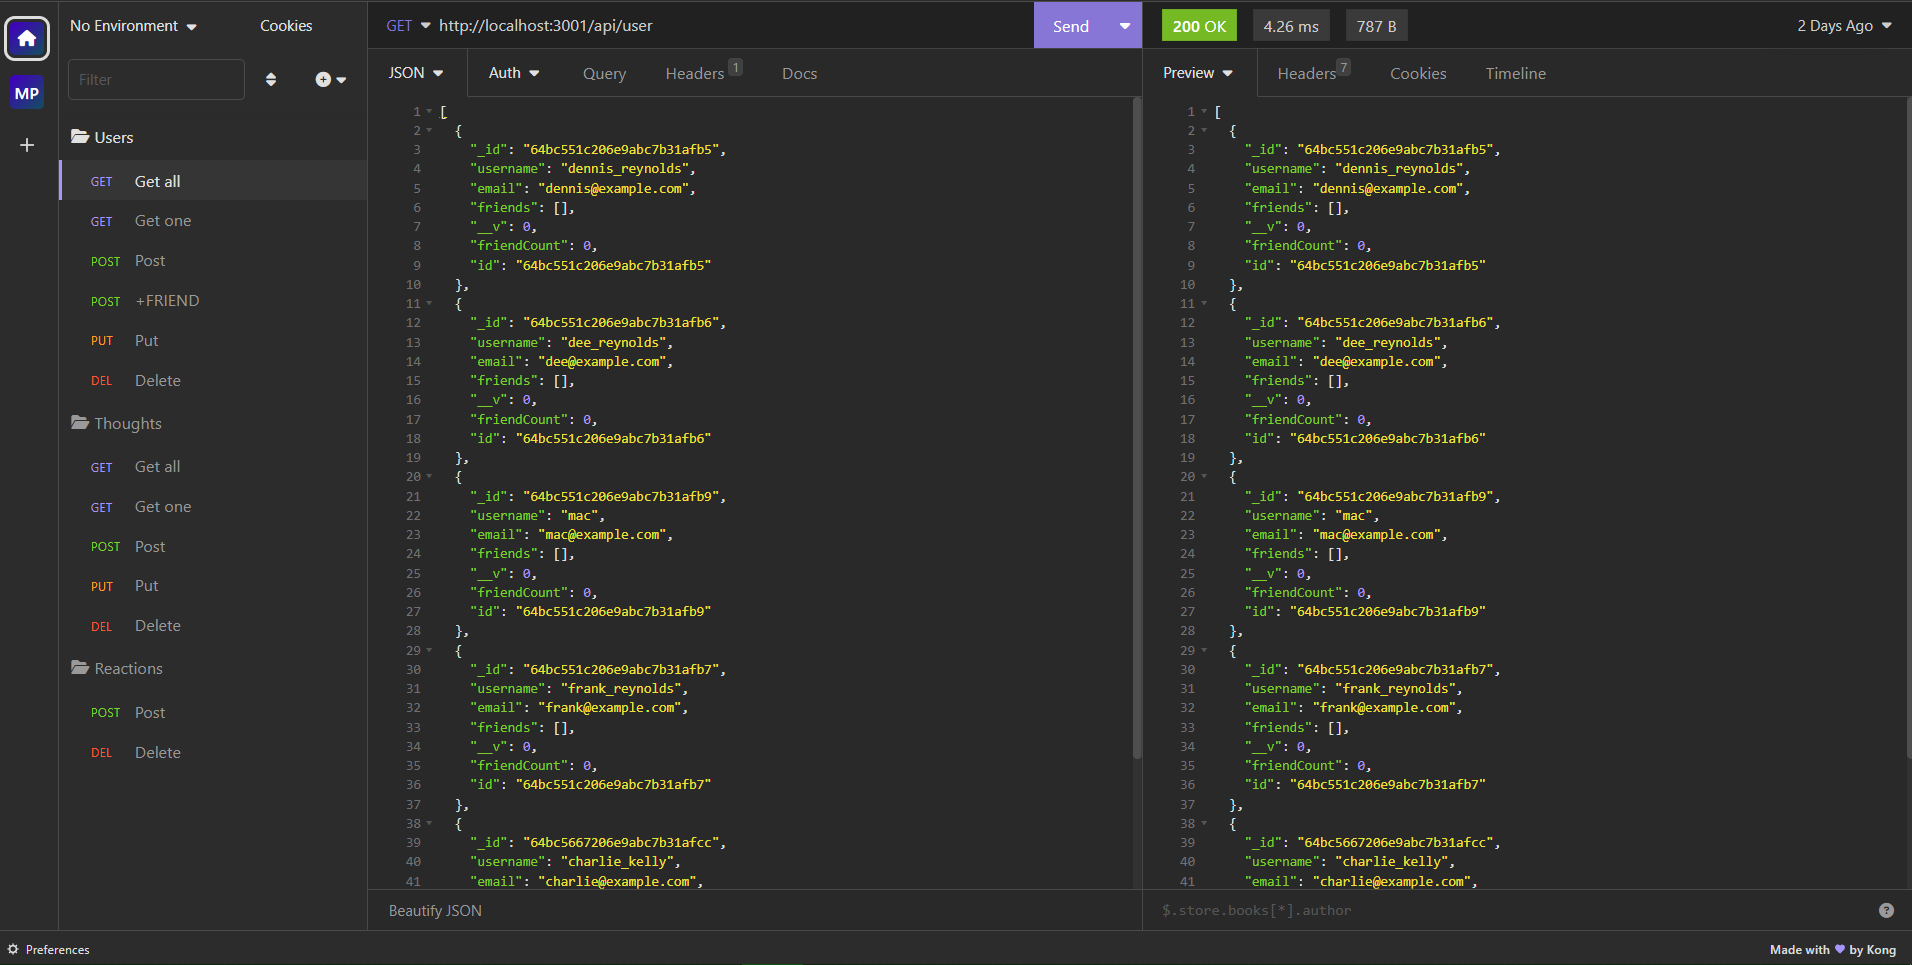 No Environment
Cookies
GET http://localhost:3001/api/user
Send
200 OK
4.26 ms
787 B
2 Days Ago
MP
Filter
Users
GET Get all
GET Get one
POST Post
POST +FRIEND
PUT Put
DEL Delete
Thoughts
GET Get all
GET Get one
POST Post
PUT Put
DEL Delete
Reactions
POST Post
DEL Delete
JSON
Auth
Query
Headers 1
Docs
1 [
2 {
3 "_id": "64bc551c206e9abc7b31afb5",
4 "username": "dennis_reynolds",
5 "email": "dennis@example.com",
6 "friends": [],
7 "__v": 0,
8 "friendCount": 0,
9 "id": "64bc551c206e9abc7b31afb5"
10 },
11 {
12 "_id": "64bc551c206e9abc7b31afb6",
13 "username": "dee_reynolds",
14 "email": "dee@example.com",
15 "friends": [],
16 "__v": 0,
17 "friendCount": 0,
18 "id": "64bc551c206e9abc7b31afb6"
19 },
20 {
21 "_id": "64bc551c206e9abc7b31afb9",
22 "username": "mac",
23 "email": "mac@example.com",
24 "friends": [],
25 "__v": 0,
26 "friendCount": 0,
27 "id": "64bc551c206e9abc7b31afb9"
28 },
29 {
30 "_id": "64bc551c206e9abc7b31afb7",
31 "username": "frank_reynolds",
32 "email": "frank@example.com",
33 "friends": [],
34 "__v": 0,
35 "friendCount": 0,
36 "id": "64bc551c206e9abc7b31afb7"
37 },
38 {
39 "_id": "64bc5667206e9abc7b31afcc",
40 "username": "charlie_kelly",
41 "email": "charlie@example.com",
Beautify JSON
Preview
Headers 7
Cookies
Timeline
1 [
2 {
3 "_id": "64bc551c206e9abc7b31afb5",
4 "username": "dennis_reynolds",
5 "email": "dennis@example.com",
6 "friends": [],
7 "__v": 0,
8 "friendCount": 0,
9 "id": "64bc551c206e9abc7b31afb5"
10 },
11 {
12 "_id": "64bc551c206e9abc7b31afb6",
13 "username": "dee_reynolds",
14 "email": "dee@example.com",
15 "friends": [],
16 "__v": 0,
17 "friendCount": 0,
18 "id": "64bc551c206e9abc7b31afb6"
19 },
20 {
21 "_id": "64bc551c206e9abc7b31afb9",
22 "username": "mac",
23 "email": "mac@example.com",
24 "friends": [],
25 "__v": 0,
26 "friendCount": 0,
27 "id": "64bc551c206e9abc7b31afb9"
28 },
29 {
30 "_id": "64bc551c206e9abc7b31afb7",
31 "username": "frank_reynolds",
32 "email": "frank@example.com",
33 "friends": [],
34 "__v": 0,
35 "friendCount": 0,
36 "id": "64bc551c206e9abc7b31afb7"
37 },
38 {
39 "_id": "64bc5667206e9abc7b31afcc",
40 "username": "charlie_kelly",
41 "email": "charlie@example.com",
$.store.books[*].author
Preferences
Made with 💜 by Kong